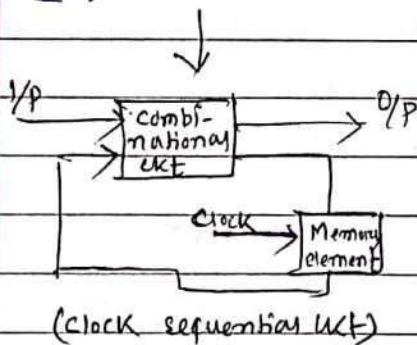 I/P
O/P
combi-
national
ckt
Clock
Memory
element
(Clock sequential ckt)